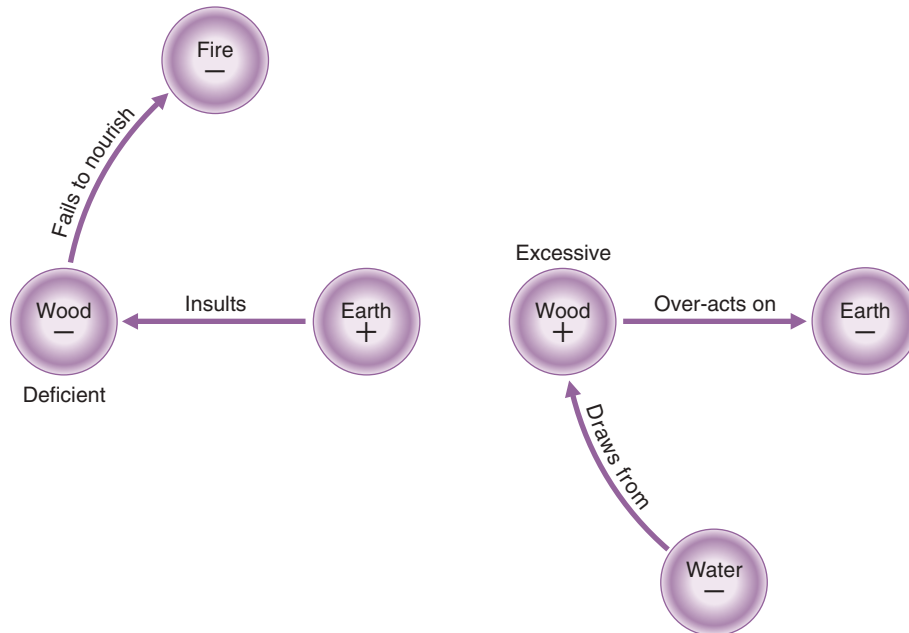 Fire
−
Fails to nourish
Wood
−
Deficient
Insults
Earth
+
Excessive
Wood
+
Over-acts on
Earth
−
Draws from
Water
−